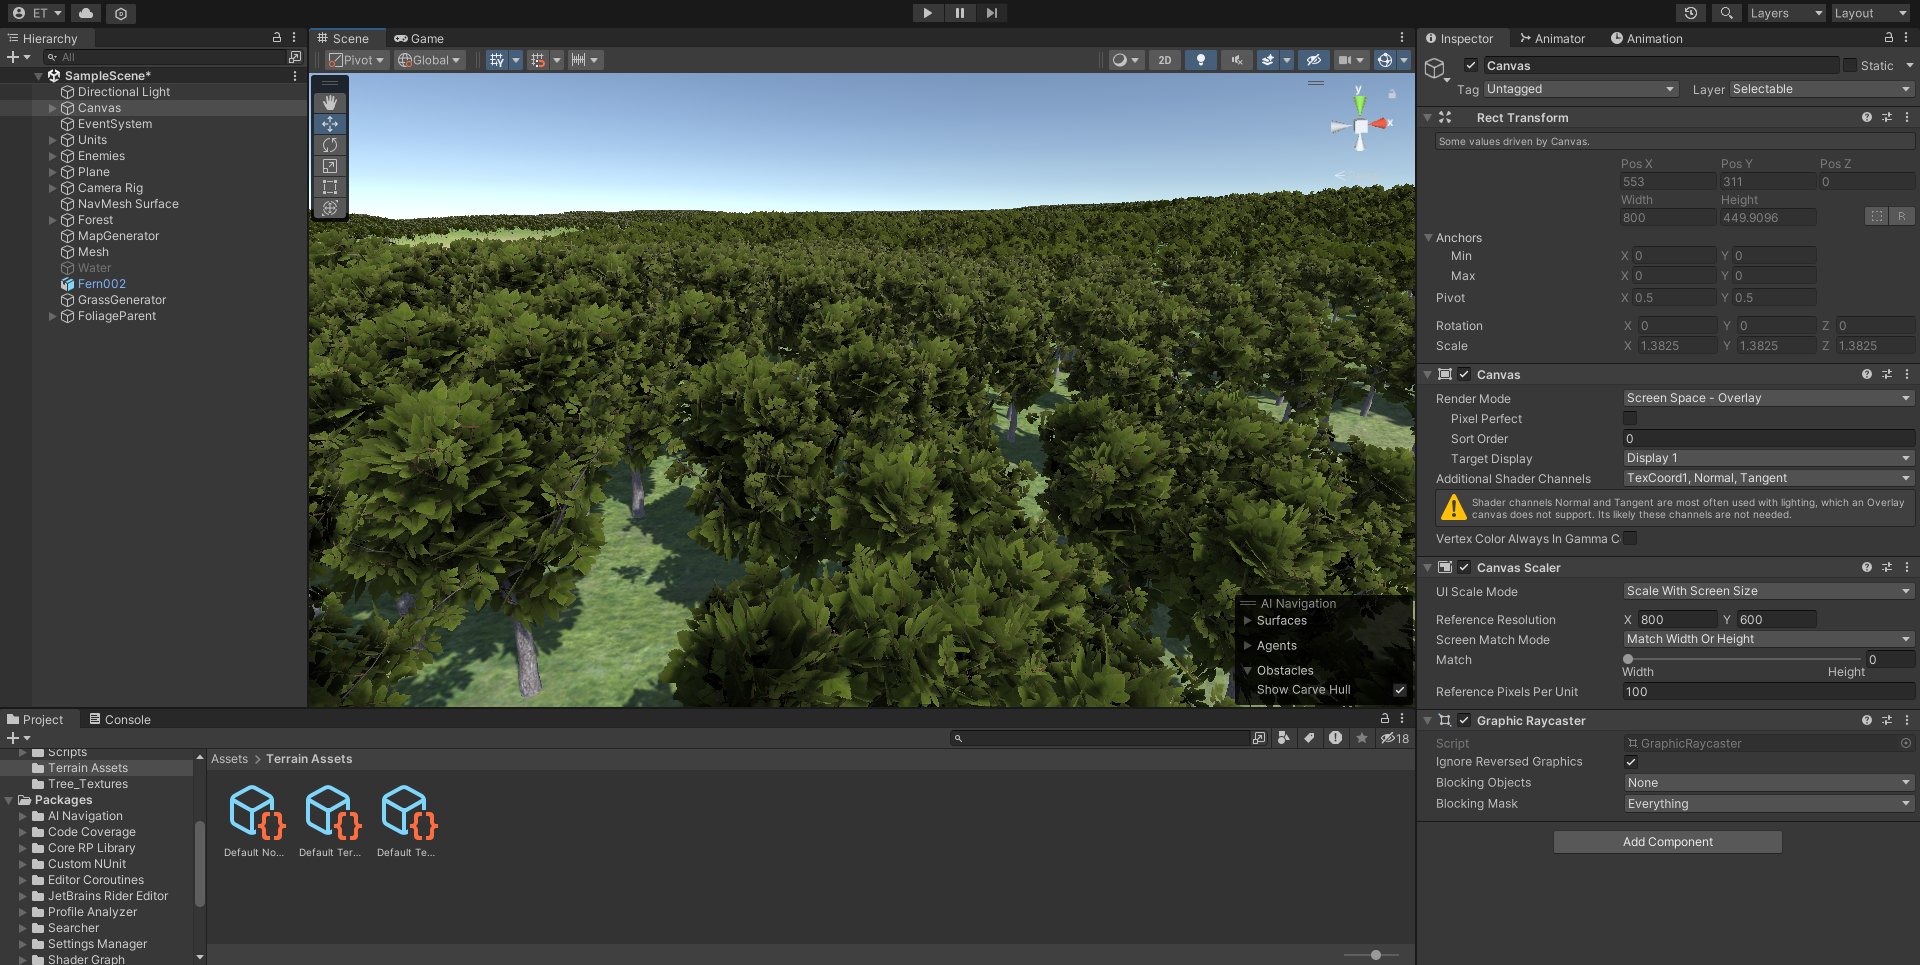 ET
Layers
Layout
Hierarchy
All
SampleScene*
Directional Light
Canvas
EventSystem
Units
Enemies
Plane
Camera Rig
NavMesh Surface
Forest
MapGenerator
Mesh
Water
Fern002
GrassGenerator
FoliageParent
Scene
Game
Pivot
Global
2D
y
x
AI Navigation
Surfaces
Agents
Obstacles
Show Carve Hull
Inspector
Animator
Animation
Canvas
Static
Tag Untagged
Layer Selectable
Rect Transform
Some values driven by Canvas.
Pos X Pos Y Pos Z
553 311 0
Width Height
800 449.9096
R
Anchors
Min X 0 Y 0
Max X 0 Y 0
Pivot X 0.5 Y 0.5
Rotation X 0 Y 0 Z 0
Scale X 1.3825 Y 1.3825 Z 1.3825
Canvas
Render Mode Screen Space - Overlay
Pixel Perfect
Sort Order 0
Target Display Display 1
Additional Shader Channels TexCoord1, Normal, Tangent
Shader channels Normal and Tangent are most often used with lighting, which an Overlay
canvas does not support. Its likely these channels are not needed.
Vertex Color Always In Gamma C
Canvas Scaler
UI Scale Mode Scale With Screen Size
Reference Resolution X 800 Y 600
Screen Match Mode Match Width Or Height
Match 0
Width Height
Reference Pixels Per Unit 100
Graphic Raycaster
Script GraphicRaycaster
Ignore Reversed Graphics
Blocking Objects None
Blocking Mask Everything
Add Component
Project
Console
18
Scripts
Terrain Assets
Tree_Textures
Packages
AI Navigation
Code Coverage
Core RP Library
Custom NUnit
Editor Coroutines
JetBrains Rider Editor
Profile Analyzer
Searcher
Settings Manager
Shader Graph
Assets > Terrain Assets
Default No...
Default Ter...
Default Te...